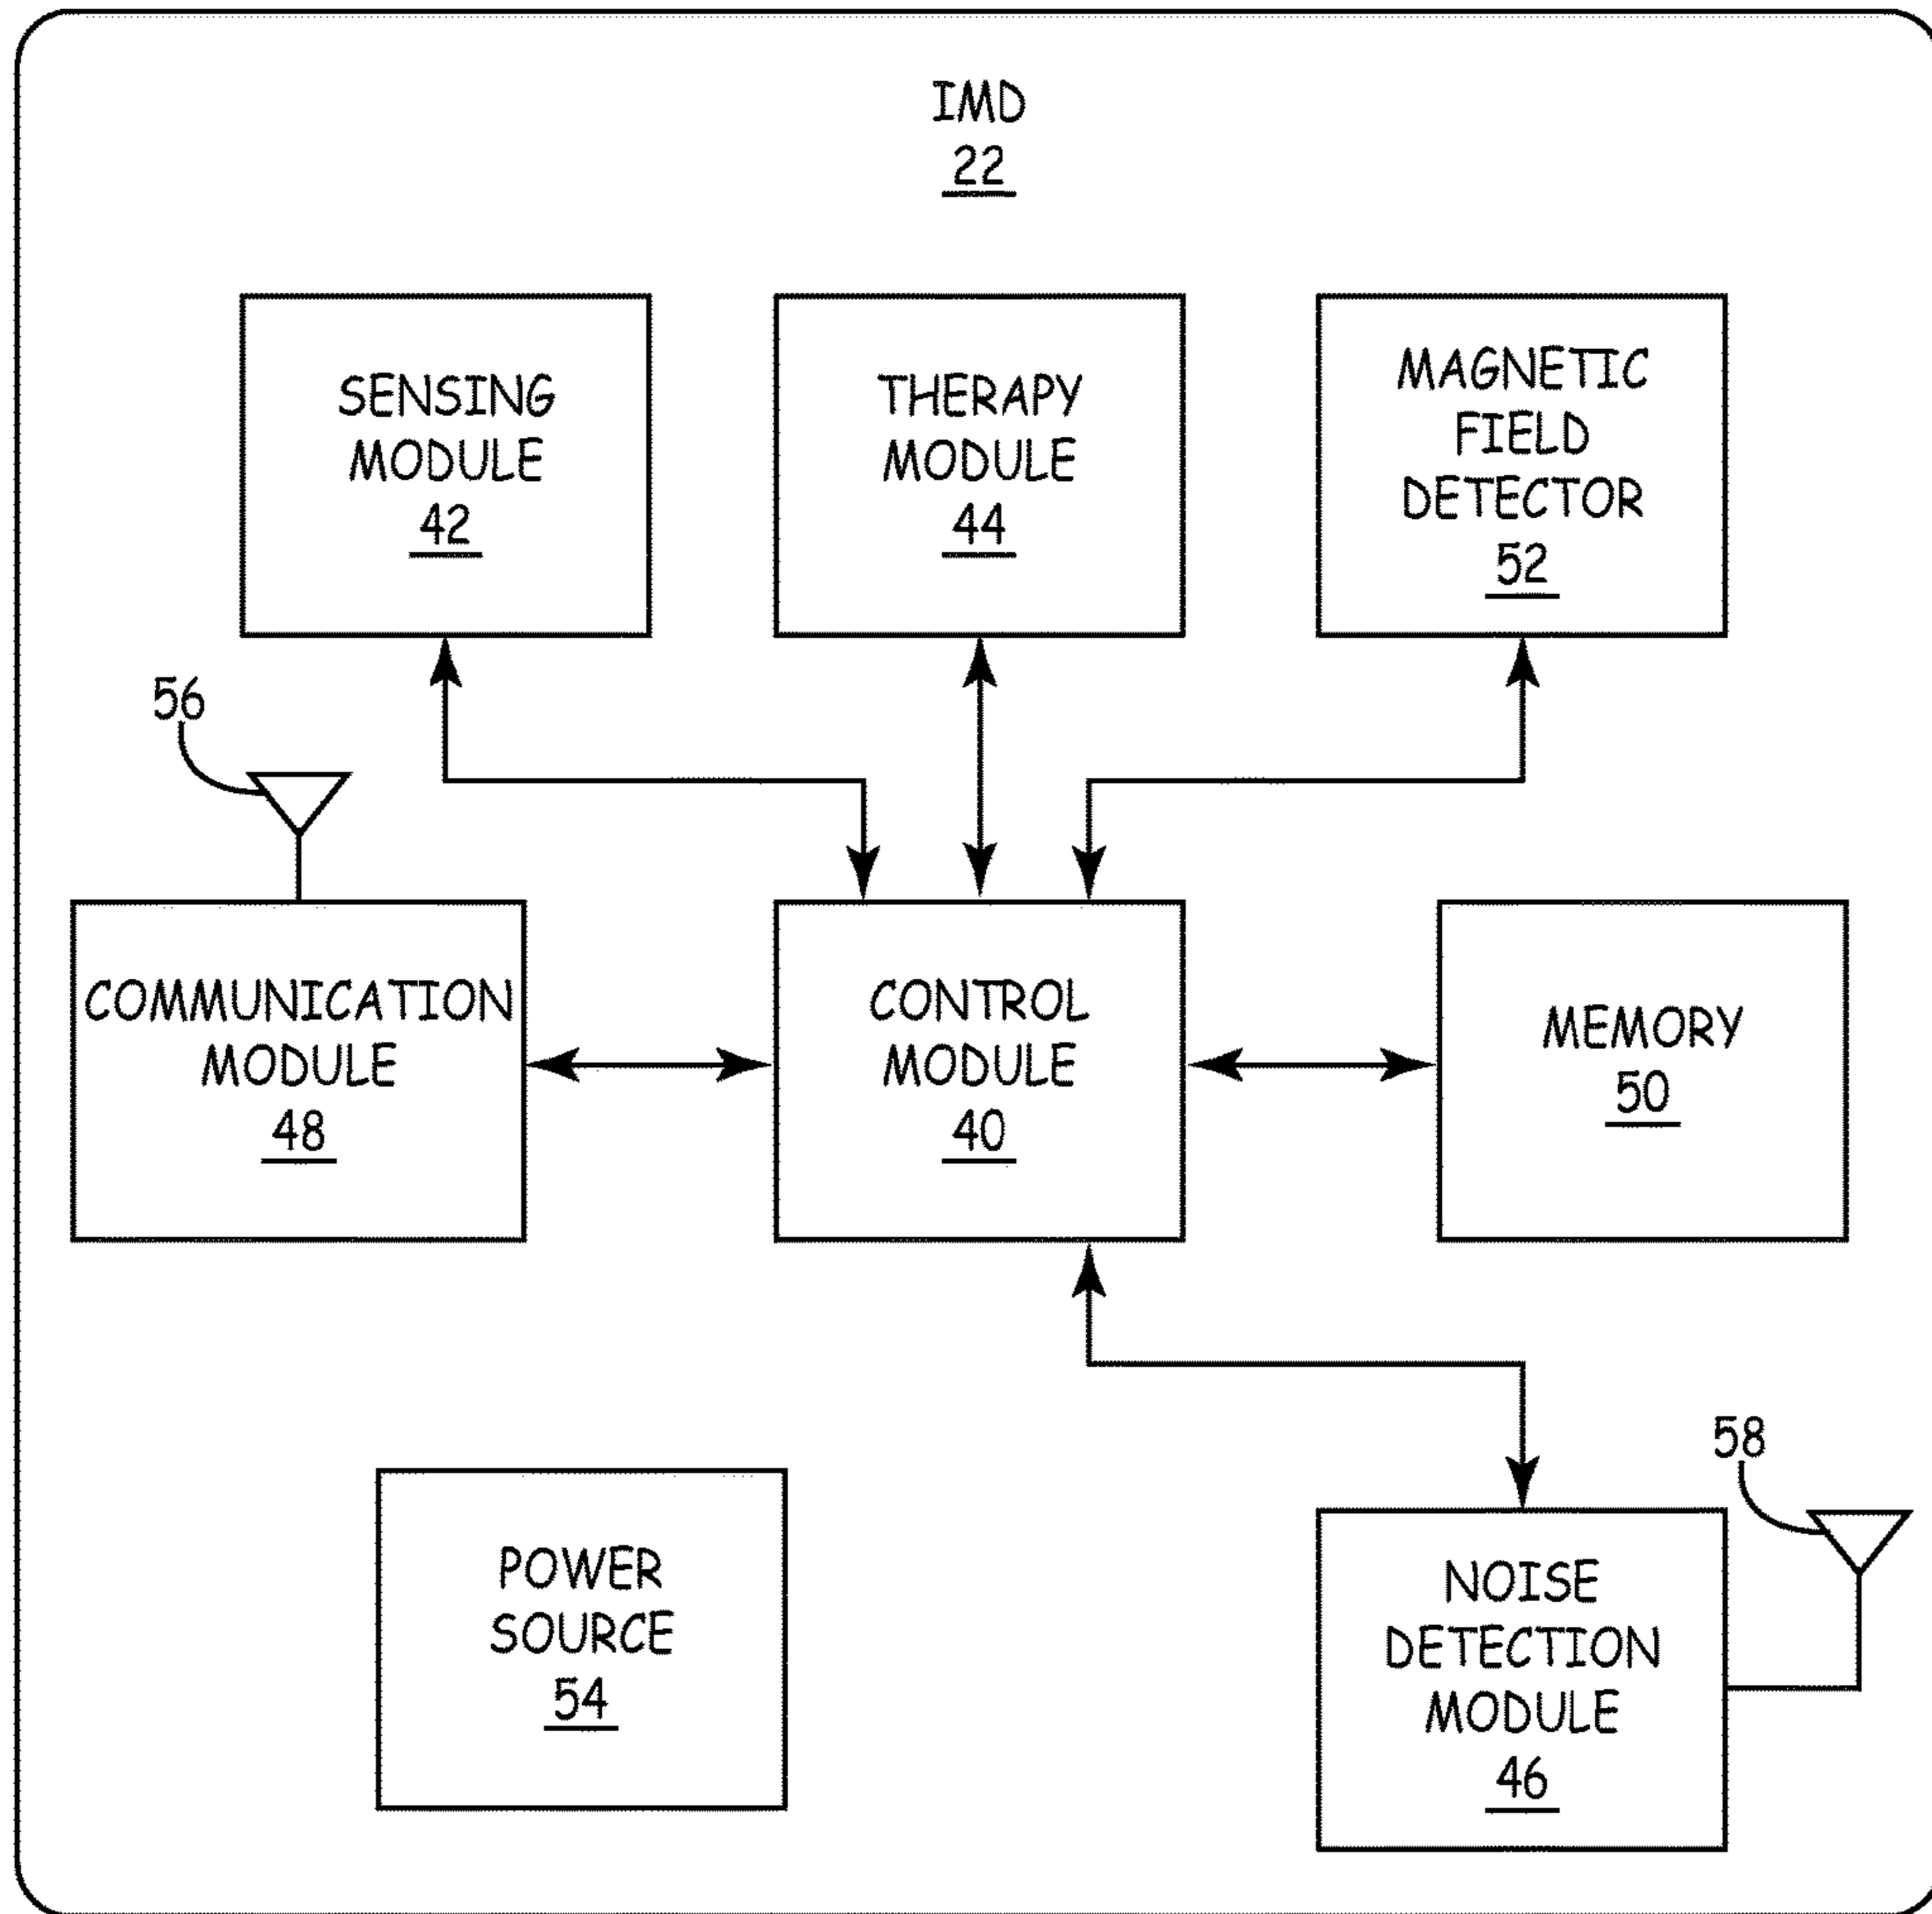 IMD
22
SENSING
MODULE
42
THERAPY
MODULE
44
MAGNETIC
FIELD
DETECTOR
52
56
COMMUNICATION
MODULE
48
CONTROL
MODULE
40
MEMORY
50
POWER
SOURCE
54
58
NOISE
DETECTION
MODULE
46